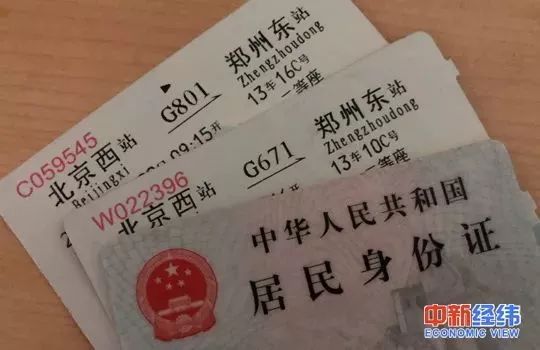 C059545
北京西站
Beijingxi
G801
郑州东站
Zhengzhoudong
09:15开
13车16C号
一等座
W022396
北京西站
G671
郑州东站
Zhengzhoudong
开
13车10C号
一等座
中华人民共和国
居民身份证
中新经纬
ECONOMIC VIEW